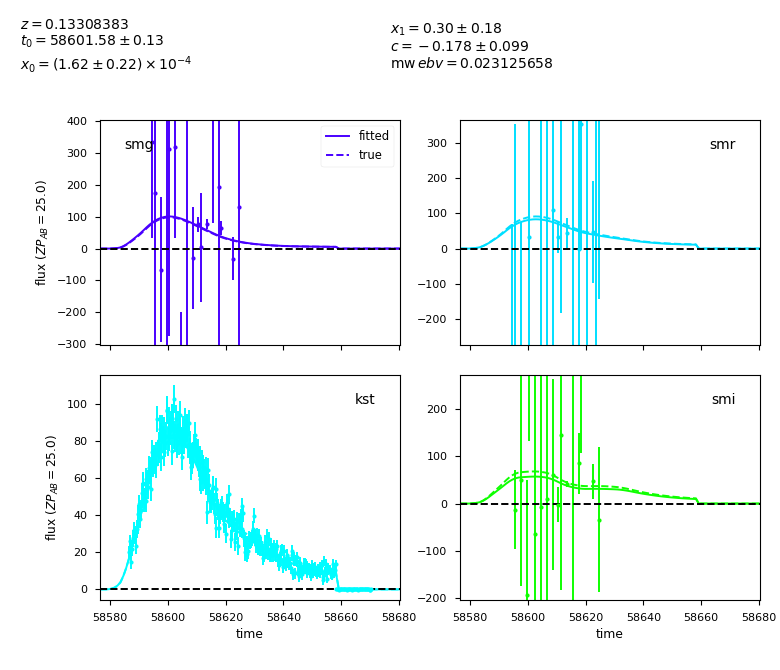 z = 0.13308383
t₀ = 58601.58 ± 0.13
x₀ = (1.62 ± 0.22) × 10⁻⁴
x₁ = 0.30 ± 0.18
c = −0.178 ± 0.099
mw ebv = 0.023125658
400
300
200
100
0
−100
−200
−300
flux (ZP_AB = 25.0)
smg
fitted
true
300
200
100
0
−100
−200
smr
100
80
60
40
20
0
flux (ZP_AB = 25.0)
kst
58580 58600 58620 58640 58660 58680
time
200
100
0
−100
−200
smi
58580 58600 58620 58640 58660 58680
time